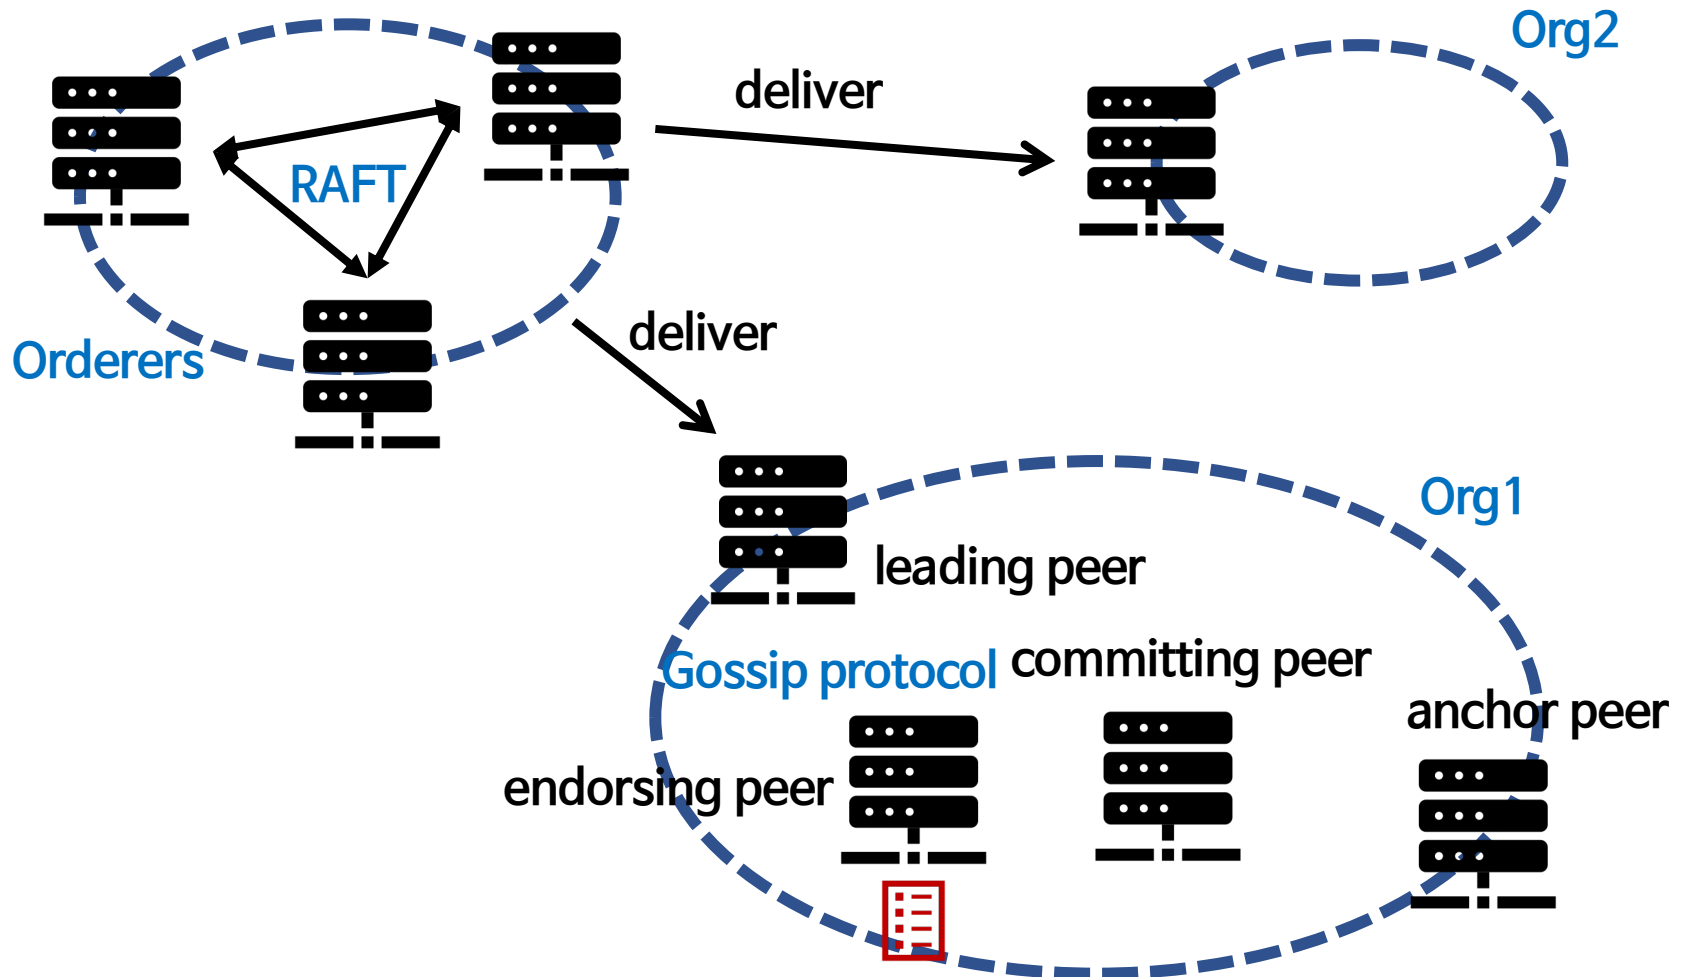 Org2
deliver
RAFT
deliver
Orderers
Org1
leading peer
Gossip protocol
committing peer
anchor peer
endorsing peer